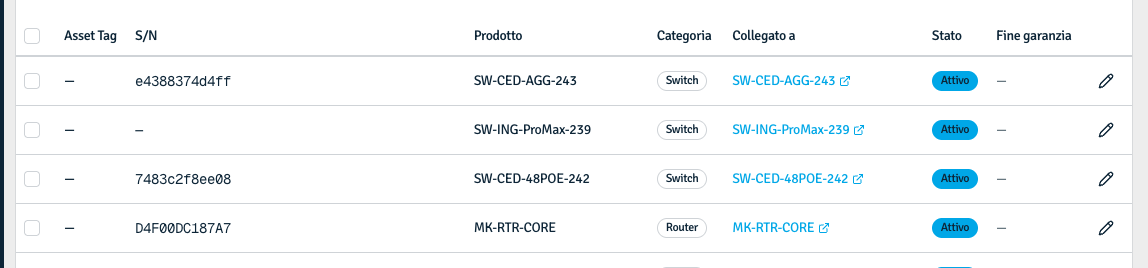 Asset Tag S/N Prodotto Categoria Collegato a Stato Fine garanzia
— e4388374d4ff SW-CED-AGG-243 Switch SW-CED-AGG-243 Attivo —
— — SW-ING-ProMax-239 Switch SW-ING-ProMax-239 Attivo —
— 7483c2f8ee08 SW-CED-48POE-242 Switch SW-CED-48POE-242 Attivo —
— D4F00DC187A7 MK-RTR-CORE Router MK-RTR-CORE Attivo —